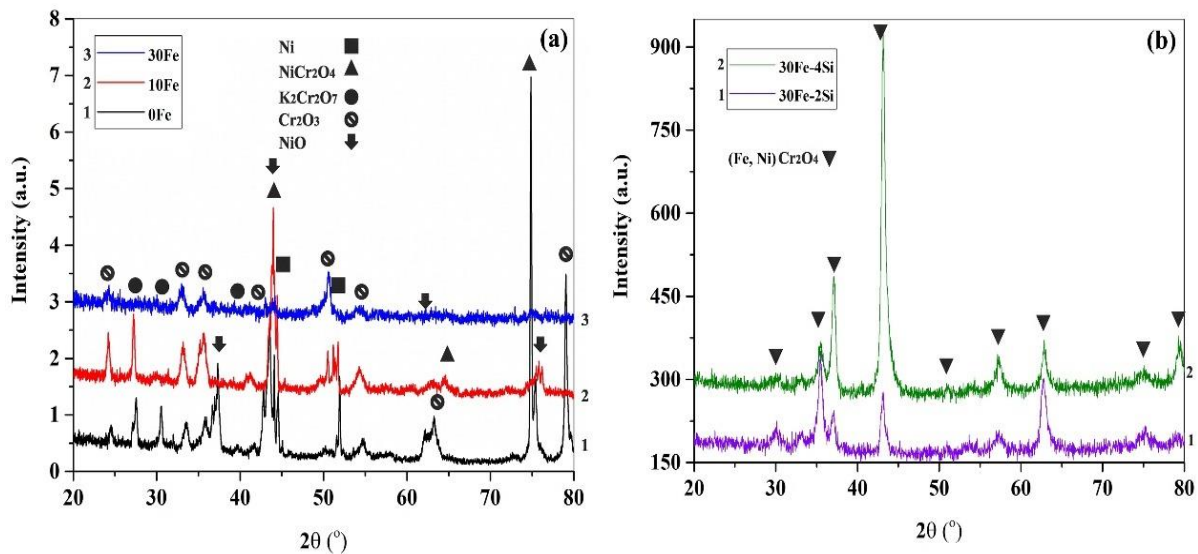 (a)
3 30Fe
2 10Fe
1 0Fe
Ni
NiCr2O4
K2Cr2O7
Cr2O3
NiO
8
7
6
5
4
3
2
1
0
Intensity (a.u.)
3
2
1
20 30 40 50 60 70 80
2θ (°)
(b)
2 30Fe-4Si
1 30Fe-2Si
(Fe, Ni)Cr2O4
900
750
600
450
300
150
Intensity (a.u.)
2
1
20 30 40 50 60 70 80
2θ (°)